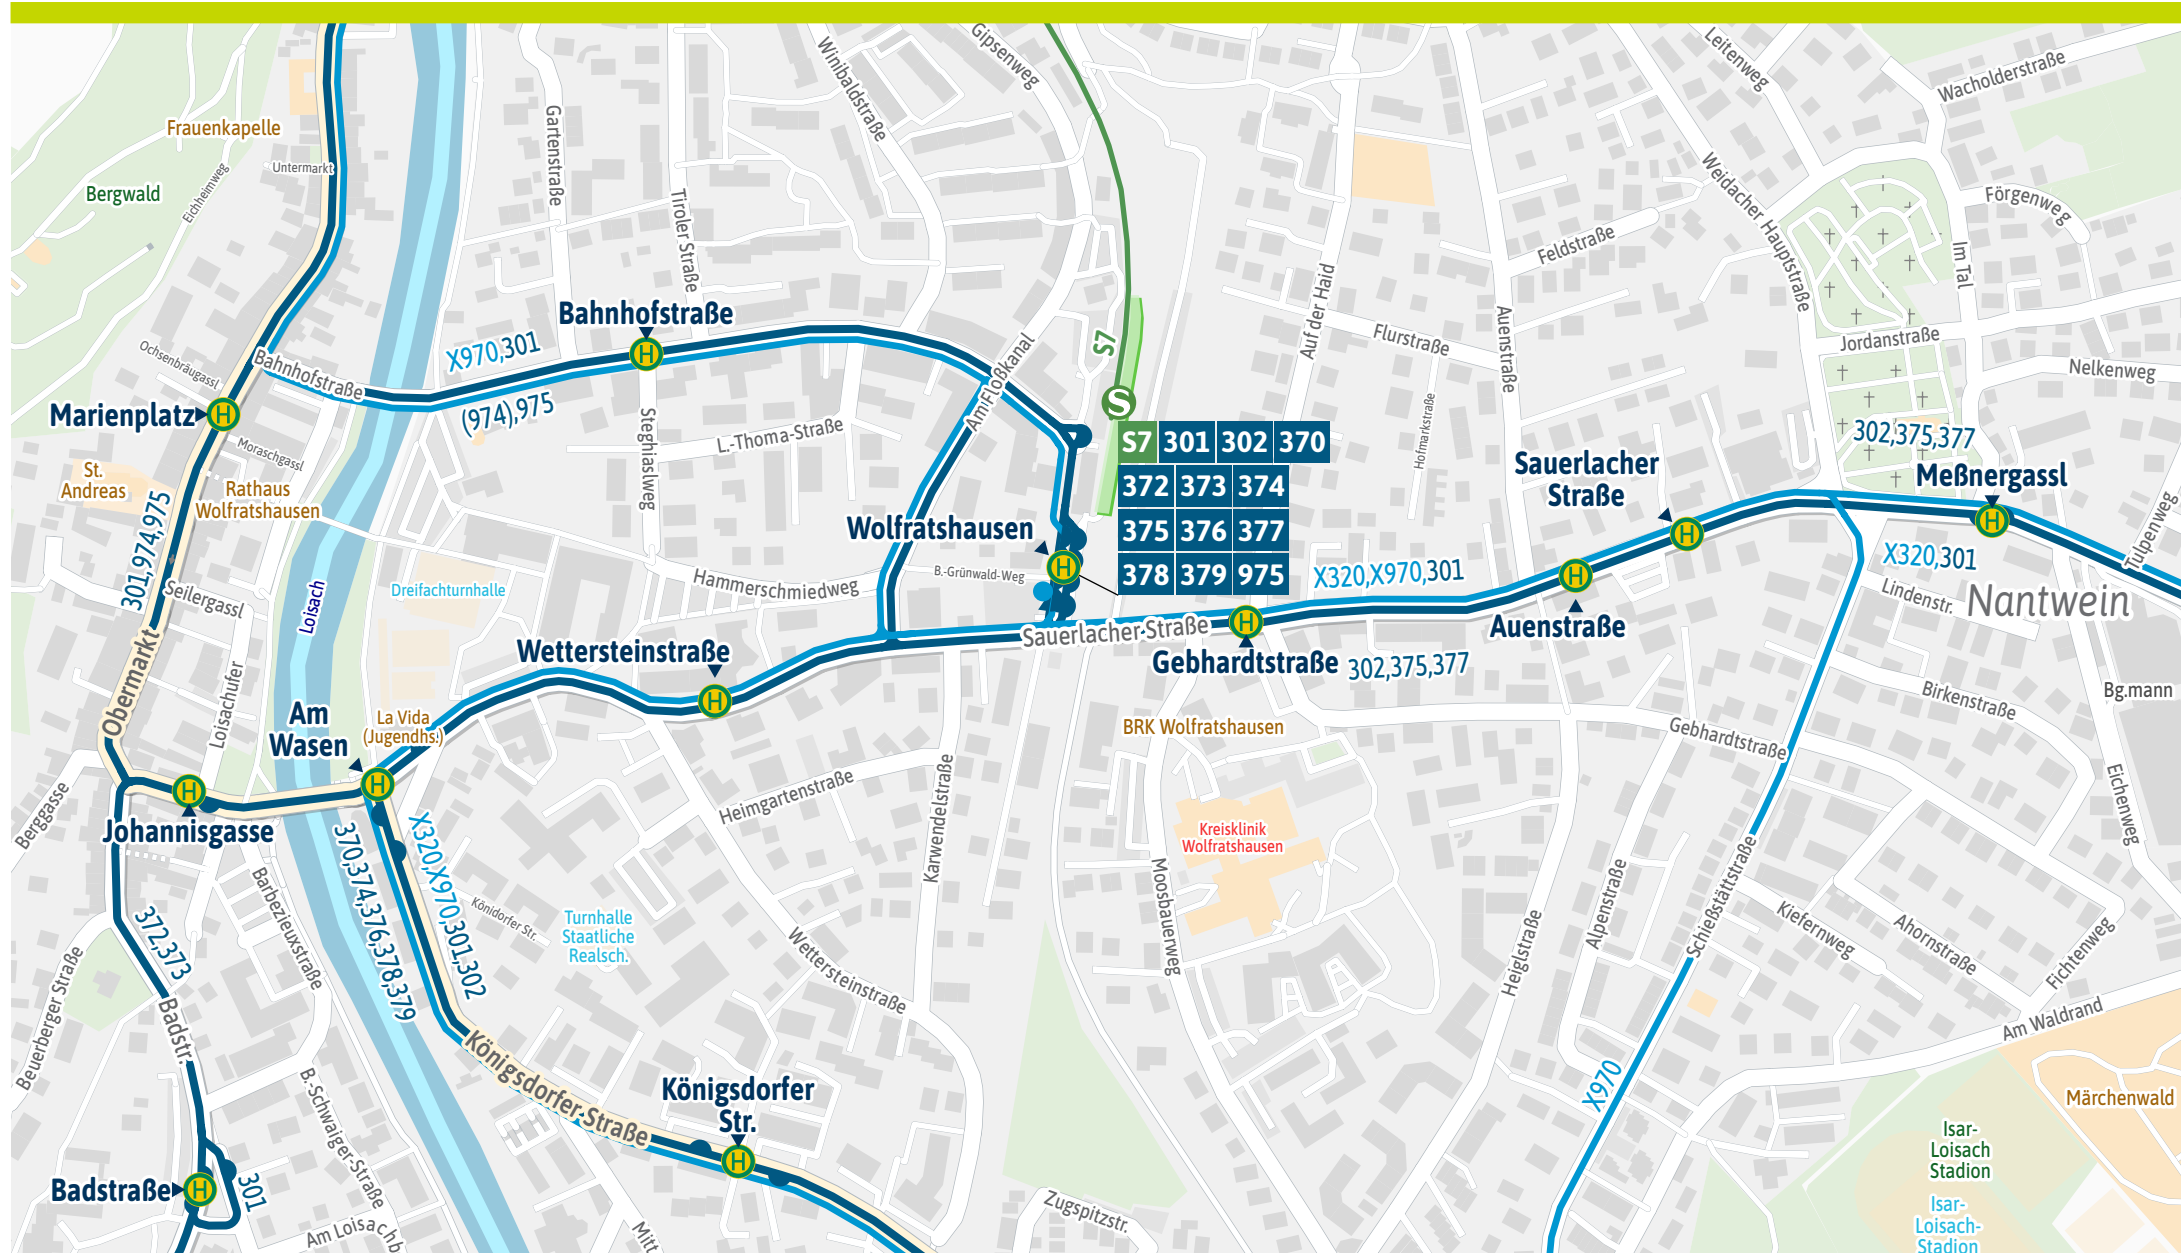 Gipsenweg
Winibaldstraße
Leitenweg
Wacholderstraße
Frauenkapelle
Gartenstraße
Untermarkt
Bergwald
Eichheimweg
Tiroler Straße
Weidacher Hauptstraße
Förgenweg
Feldstraße
Im Tal
Auf der Haid
Bahnhofstraße
Auenstraße
Flurstraße
Jordanstraße
S7
X970,301
Ochsenbräugassl
Bahnhofstraße
Am Floßkanal
Nelkenweg
(974),975
S
Marienplatz
H
H
Steghiaslweg
L.-Thoma-Straße
Hofmarkstraße
302,375,377
Moraschgassl
S7 301 302 370
372 373 374
375 376 377
378 379 975
St.
Andreas
Rathaus
Wolfratshausen
Sauerlacher
Straße
Meßnergassl
301,974,975
Wolfratshausen
H
H
H
Tulpenweg
X320,301
Dreifachturnhalle
Hammerschmiedweg
B.-Grünwald-Weg
X320,X970,301
H
Seilergassl
Loisach
Lindenstr.
Nantwein
Sauerlacher Straße
H
Auenstraße
Wettersteinstraße
Gebhardtstraße
302,375,377
Obermarkt
Loisachufer
H
Am
Wasen
La Vida
(Jugendhs.)
BRK Wolfratshausen
Gebhardtstraße
Birkenstraße
Bg.mann
H
H
Johannisgasse
Berggasse
Heimgartenstraße
Karwendelstraße
Kreisklinik
Wolfratshausen
Eichenweg
370,374,376,378,379
X320,X970,301,302
Barbezieuxstraße
Königdorfer Str.
Turnhalle
Staatliche
Realsch.
Moosbauerweg
Alpenstraße
Schießstättstraße
Kiefernweg
Ahornstraße
Fichtenweg
372,373
Wettersteinstraße
Heiglstraße
Beuerberger Straße
Badstr.
Am Waldrand
Königsdorfer Straße
B.-Schwaiger-Straße
Königsdorfer
Str.
X970
Märchenwald
H
Isar-
Loisach
Stadion
Badstraße
H
301
Isar-
Loisach-
Stadion
Am Loisachb
Mitt
Zugspitzstr.